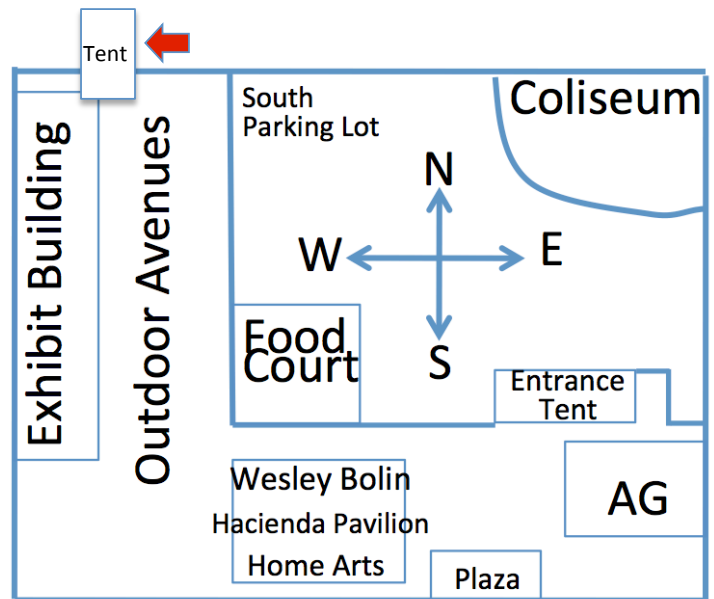 Tent
South
Parking Lot
Coliseum
Exhibit Building
Outdoor Avenues
N
W
E
S
Food
Court
Entrance
Tent
Wesley Bolin
Hacienda Pavilion
Home Arts
AG
Plaza